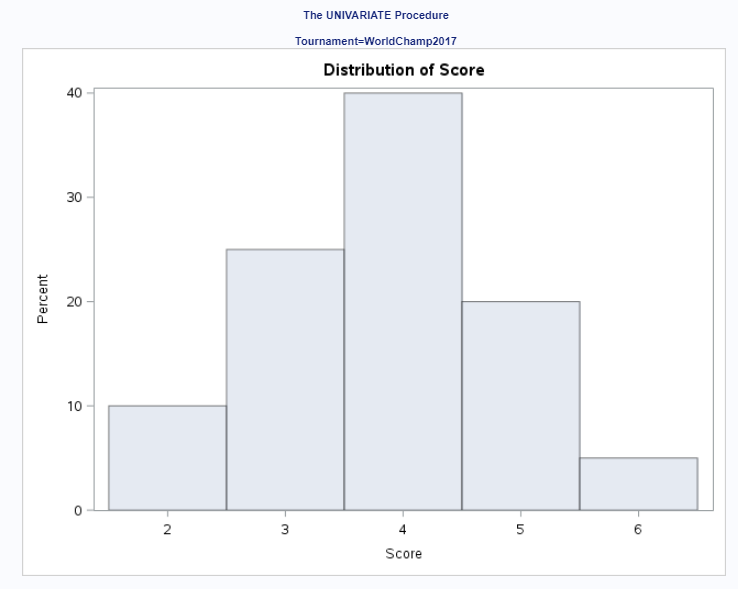 The UNIVARIATE Procedure
Tournament=WorldChamp2017
Distribution of Score
40
30
20
10
0
Percent
2 3 4 5 6
Score